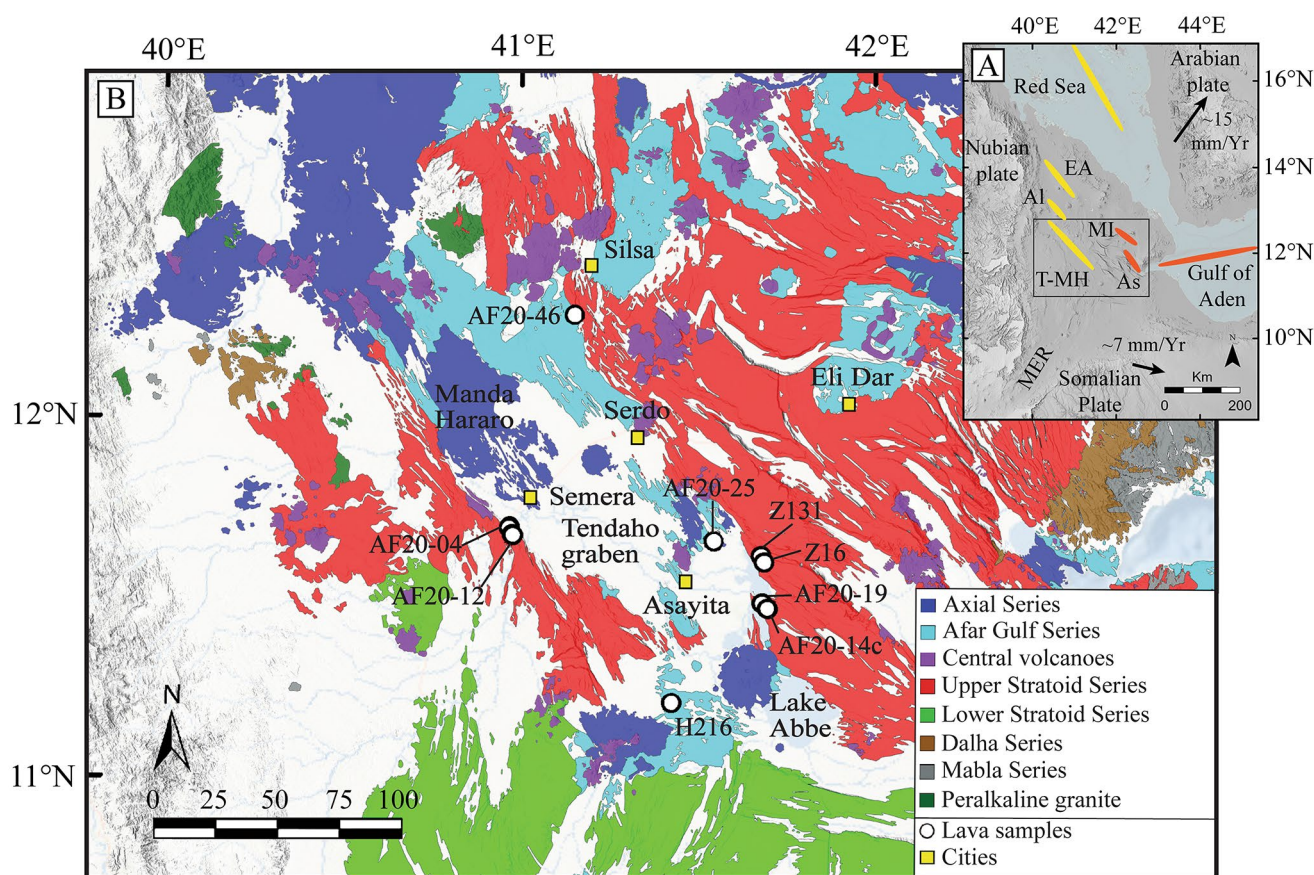 40°E
41°E
42°E
B
12°N
11°N
Silsa
AF20-46
Manda
Hararo
Serdo
Eli Dar
Semera
AF20-25
Tendaho
graben
Z131
Z16
AF20-04
AF20-12
Asayita
AF20-19
AF20-14c
Lake
Abbe
H216
N
0 25 50 75 100
40°E 42°E 44°E
A
16°N
14°N
12°N
10°N
Red Sea
Arabian
plate
~15
mm/Yr
Nubian
plate
EA
Al
MI
T-MH
As
Gulf of
Aden
MER
~7 mm/Yr
Somalian
Plate
N
Km
0 200
Axial Series
Afar Gulf Series
Central volcanoes
Upper Stratoid Series
Lower Stratoid Series
Dalha Series
Mabla Series
Peralkaline granite
Lava samples
Cities